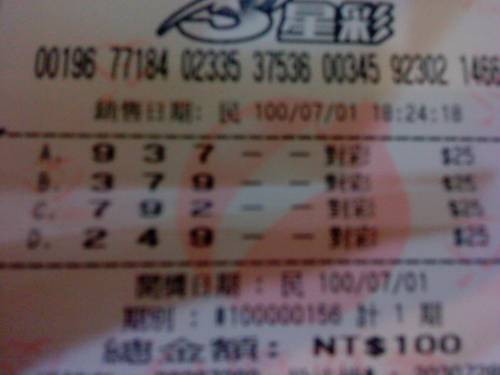 3星彩
00196 77184 02335 37536 00345 92302 1466
銷售日期: 民 100/07/01 18:24:18
A. 9 3 7 – – 對彩 $25
B. 3 7 9 – – 對彩 $25
C. 7 9 2 – – 對彩 $25
D. 2 4 9 – – 對彩 $25
開獎日期 : 民 100/07/01
期別 : #100000156 計 1 期
總金額: NT$100